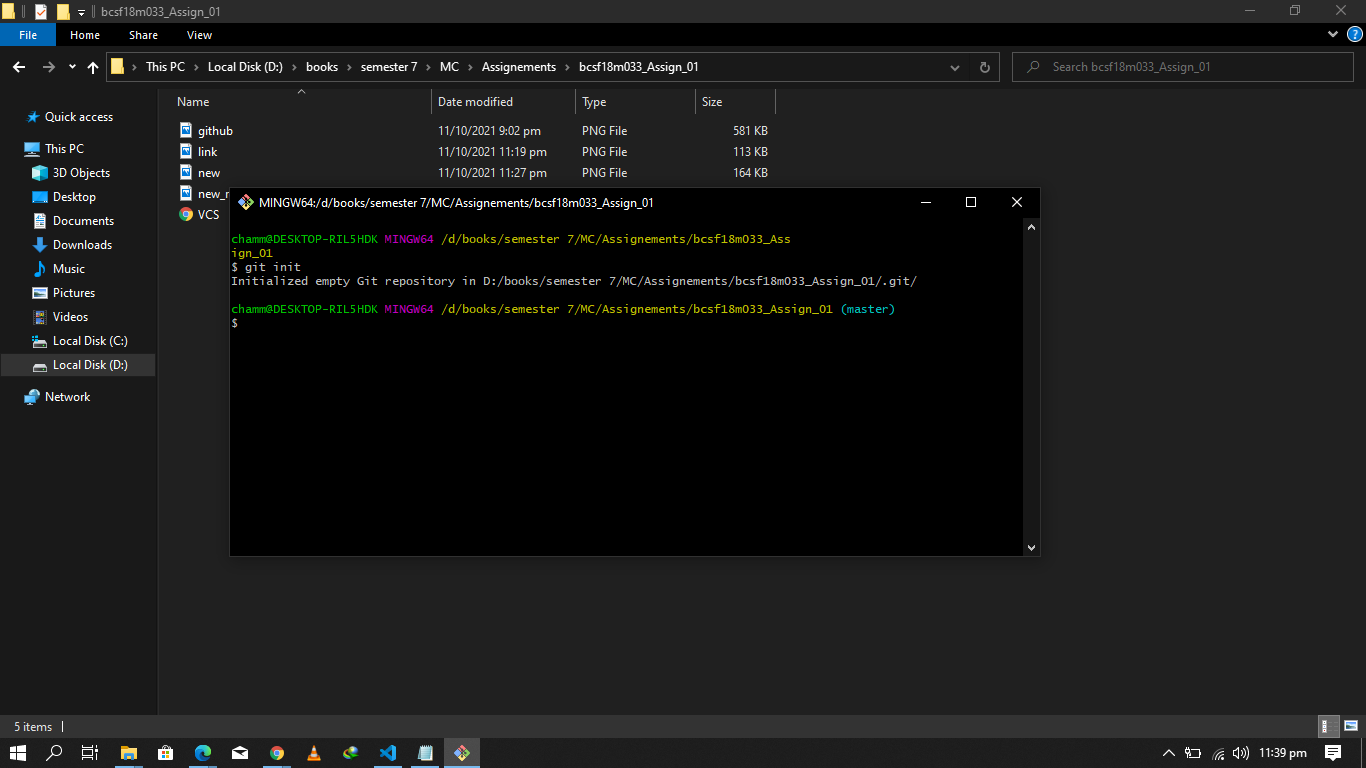 bcsf18m033_Assign_01
File Home Share View
This PC Local Disk (D:) books semester 7 MC Assignements bcsf18m033_Assign_01
Search bcsf18m033_Assign_01
Name Date modified Type Size
Quick access
This PC
3D Objects
Desktop
Documents
Downloads
Music
Pictures
Videos
Local Disk (C:)
Local Disk (D:)
Network
github 11/10/2021 9:02 pm PNG File 581 KB
link 11/10/2021 11:19 pm PNG File 113 KB
new 11/10/2021 11:27 pm PNG File 164 KB
VCS
MINGW64:/d/books/semester 7/MC/Assignements/bcsf18m033_Assign_01
chamm@DESKTOP-RIL5HDK MINGW64 /d/books/semester 7/MC/Assignements/bcsf18m033_Ass
ign_01
$ git init
Initialized empty Git repository in D:/books/semester 7/MC/Assignements/bcsf18m033_Assign_01/.git/
chamm@DESKTOP-RIL5HDK MINGW64 /d/books/semester 7/MC/Assignements/bcsf18m033_Assign_01 (master)
$
5 items
11:39 pm